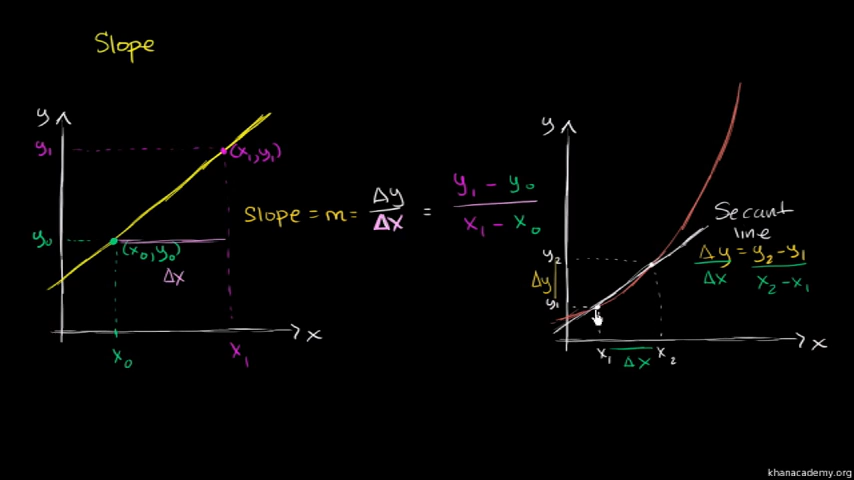 Slope
y
y₁
(x₁,y₁)
y₀
(x₀,y₀)
Δx
x
x₀
x₁
Slope = m = Δy/Δx = y₁ - y₀/x₁ - x₀
y
Secant
line
Δy/Δx = y₂-y₁/x₂-x₁
y₂
Δy
y₁
x₁
Δx
x₂
x
khanacademy.org